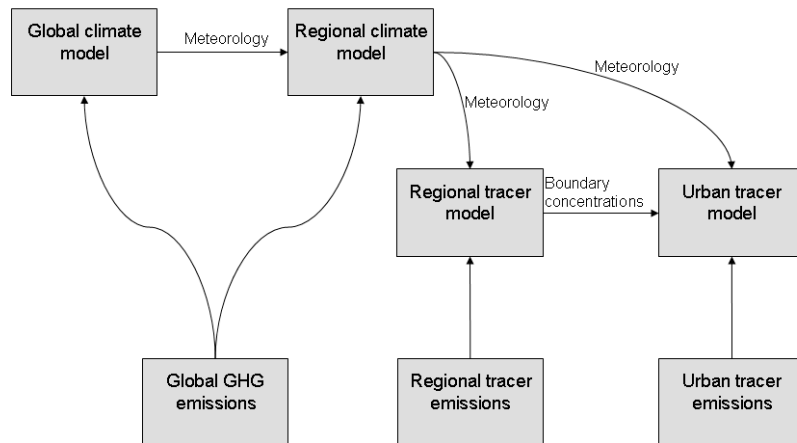 Global climate
model
Meteorology
Regional climate
model
Meteorology
Meteorology
Regional tracer
model
Boundary
concentrations
Urban tracer
model
Global GHG
emissions
Regional tracer
emissions
Urban tracer
emissions